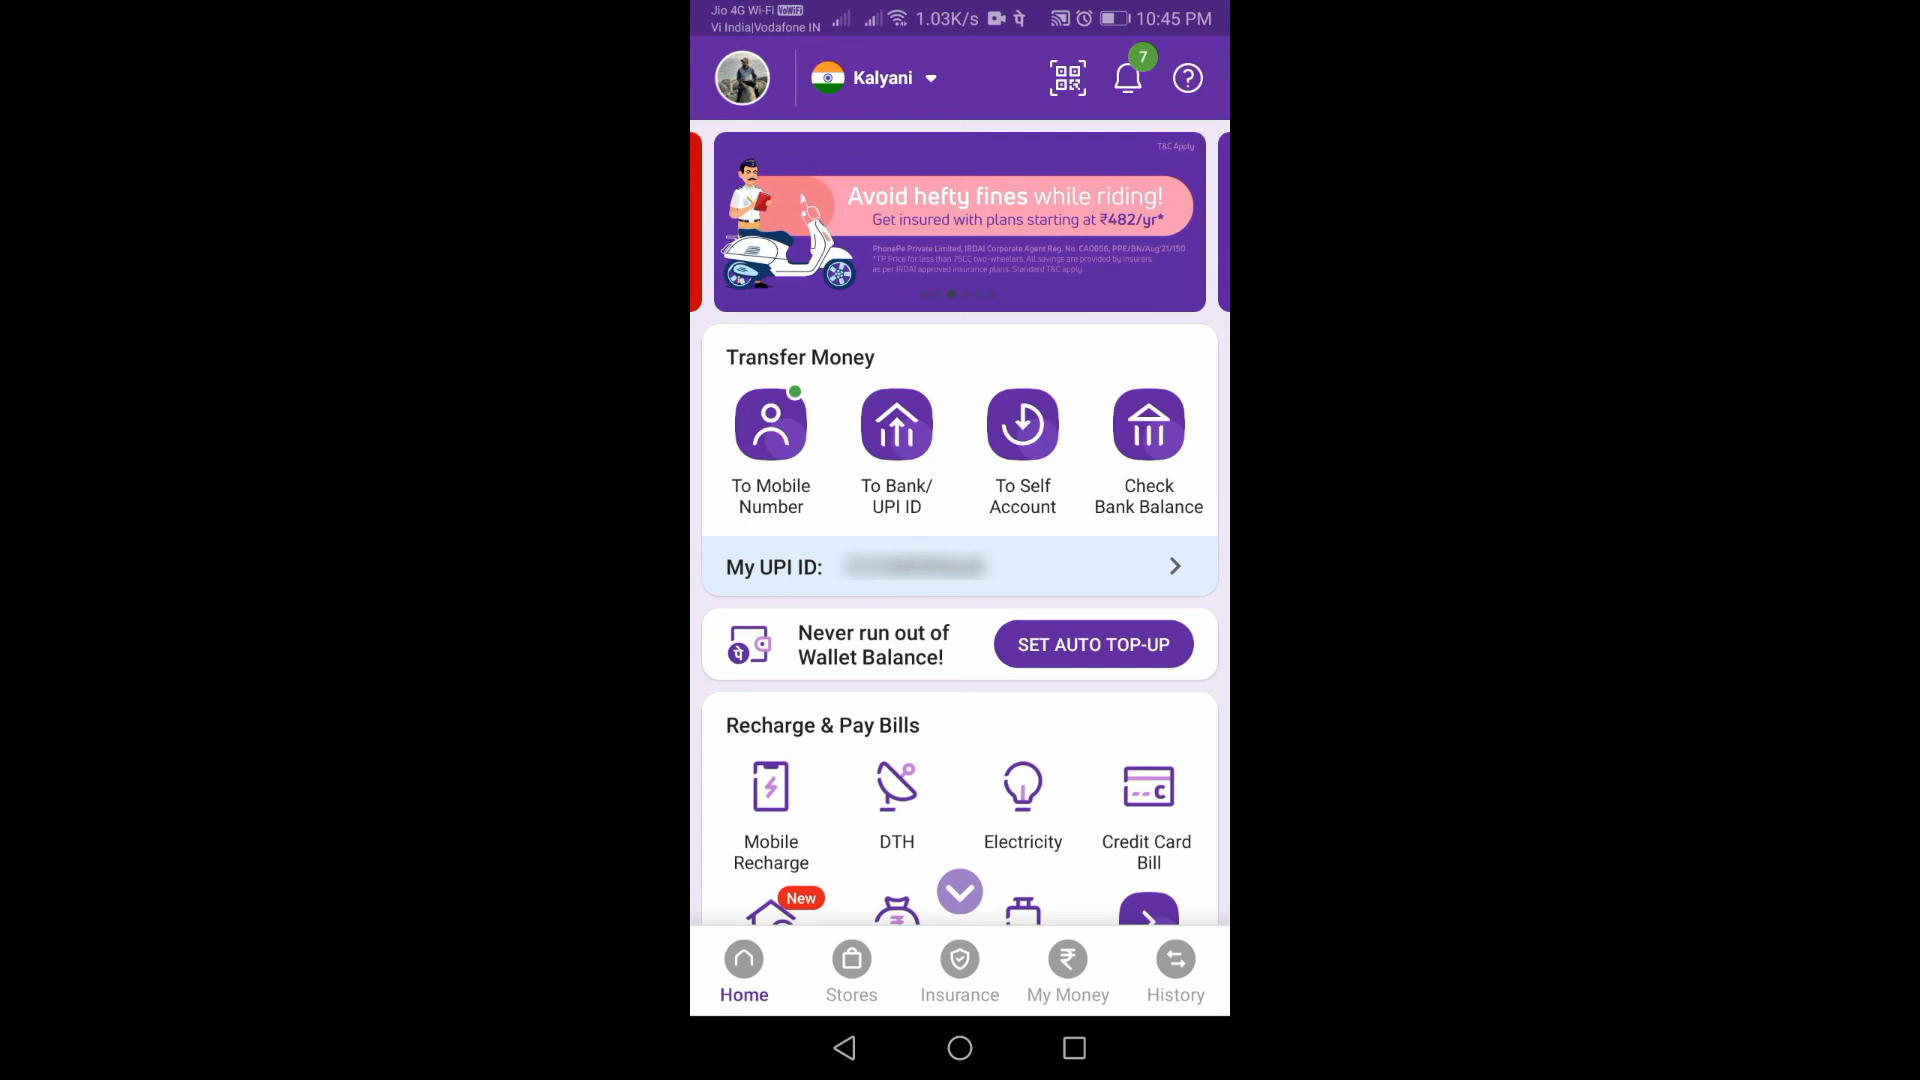 Jio 4G Wi-Fi VoWiFi
Vi India|Vodafone IN
1.03K/s
पे
10:45 PM
Kalyani
7
T&C Apply
Avoid hefty fines while riding!
Get insured with plans starting at ₹482/yr*
PhonePe Private Limited, IRDAI Corporate Agent Reg. No. CA0656, PPE/BN/Aug'21/150
*TP Price for less than 75CC two-wheelers. All savings are provided by insurers
as per IRDAI approved insurance plans. Standard T&C apply.
Transfer Money
To Mobile Number
To Bank/ UPI ID
To Self Account
Check Bank Balance
My UPI ID:
Never run out of
Wallet Balance!
पे
SET AUTO TOP-UP
Recharge & Pay Bills
Mobile Recharge
DTH
Electricity
Credit Card Bill
New
Home
Stores
Insurance
My Money
History